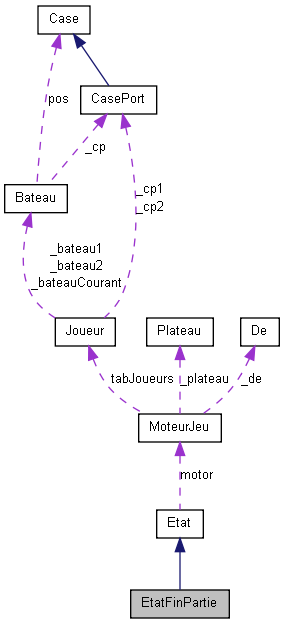 Case
pos
CasePort
_cp
_cp1
_cp2
Bateau
_bateau1
_bateau2
_bateauCourant
Joueur
Plateau
De
tabJoueurs
_plateau
_de
MoteurJeu
motor
Etat
EtatFinPartie